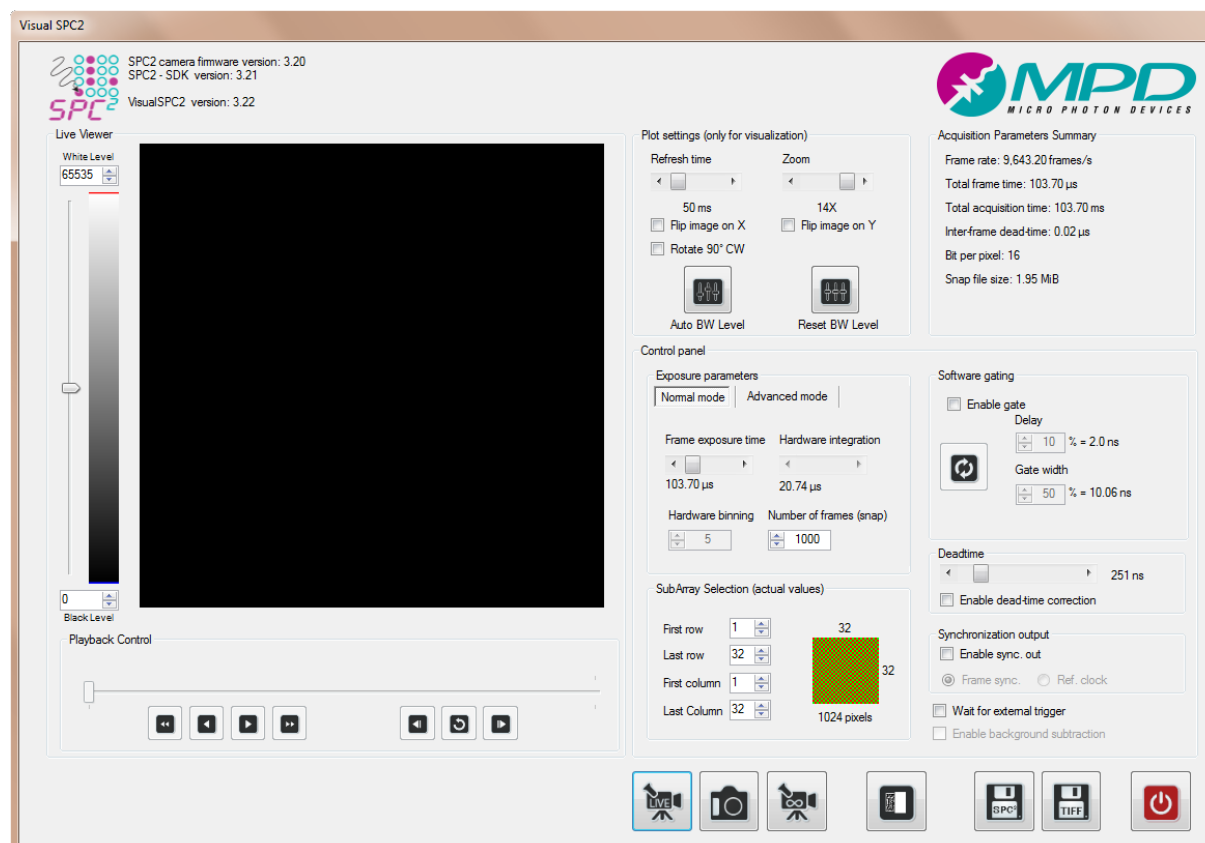 Visual SPC2
SPC2 camera firmware version: 3.20
SPC2 - SDK version: 3.21
VisualSPC2 version: 3.22
SPC²
MPD
MICRO PHOTON DEVICES
Live Viewer
White Level
65535
0
Black Level
Playback Control
Plot settings (only for visualization)
Refresh time Zoom
50 ms 14X
Flip image on X Flip image on Y
Rotate 90° CW
Auto BW Level Reset BW Level
Acquisition Parameters Summary
Frame rate: 9,643.20 frames/s
Total frame time: 103.70 µs
Total acquisition time: 103.70 ms
Inter-frame dead-time: 0.02 µs
Bit per pixel: 16
Snap file size: 1.95 MiB
Control panel
Exposure parameters
Normal mode Advanced mode
Frame exposure time Hardware integration
103.70 µs 20.74 µs
Hardware binning Number of frames (snap)
5 1000
SubArray Selection (actual values)
First row 1
Last row 32
First column 1
Last Column 32
32
32
1024 pixels
Software gating
Enable gate
Delay
10 % = 2.0 ns
Gate width
50 % = 10.06 ns
Deadtime
251 ns
Enable dead-time correction
Synchronization output
Enable sync. out
Frame sync. Ref. clock
Wait for external trigger
Enable background subtraction
LIVE
SPC²
TIFF